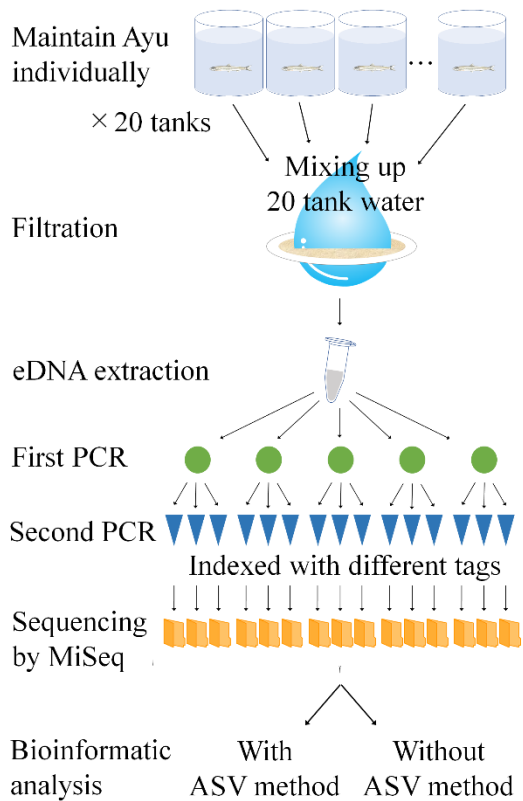 Maintain Ayu
individually
…
× 20 tanks
Mixing up
20 tank water
Filtration
eDNA extraction
First PCR
Second PCR
Indexed with different tags
Sequencing
by MiSeq
Bioinformatic
analysis
With
ASV method
Without
ASV method